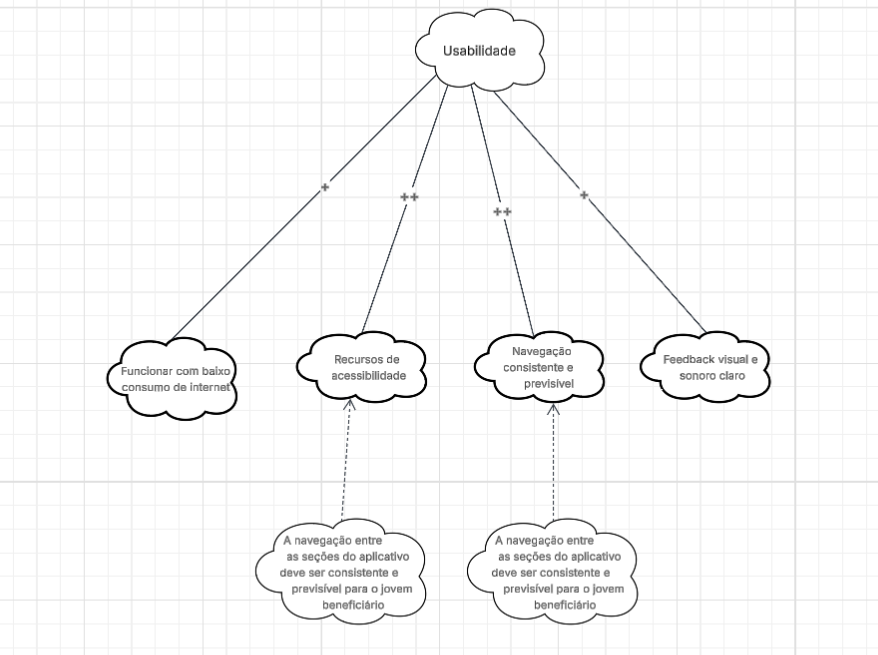 Usabilidade
+
++
++
+
Funcionar com baixo
consumo de internet
Recursos de
acessibilidade
Navegação
consistente e
previsível
Feedback visual e
sonoro claro
A navegação entre
as seções do aplicativo
deve ser consistente e
previsível para o jovem
beneficiário
A navegação entre
as seções do aplicativo
deve ser consistente e
previsível para o jovem
beneficiário